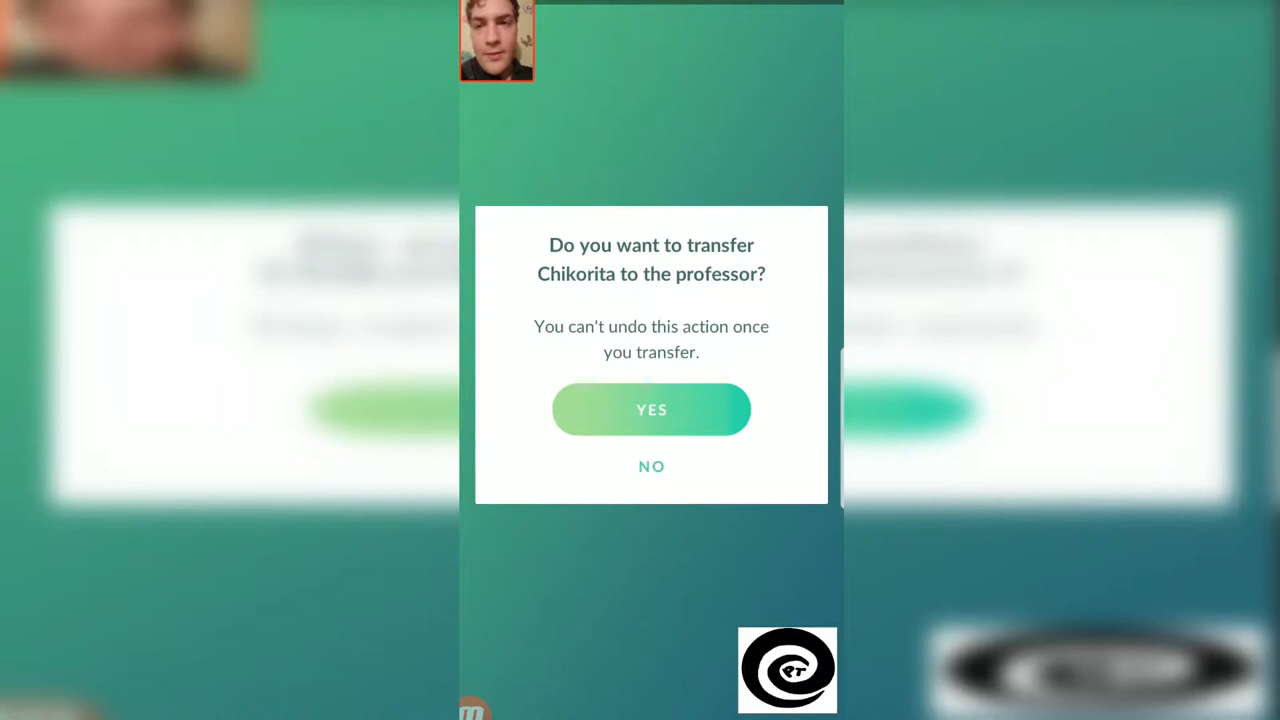 Do you want to transfer
Chikorita to the professor?
You can't undo this action once
you transfer.
YES
NO
PT